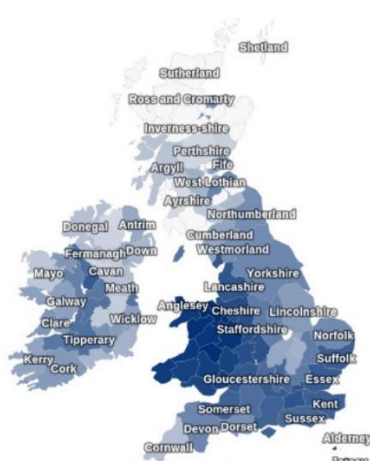 Shetland
Sutherland
Ross and Cromarty
Inverness-shire
Perthshire
Argyll
Fife
West Lothian
Ayrshire
Northumberland
Donegal
Antrim
Cumberland
Fermanagh
Down
Westmorland
Mayo
Cavan
Yorkshire
Meath
Lancashire
Galway
Anglesey
Cheshire
Lincolnshire
Clare
Wicklow
Staffordshire
Tipperary
Norfolk
Kerry
Suffolk
Cork
Gloucestershire
Essex
Somerset
Kent
Sussex
Devon
Dorset
Alderney
Cornwall